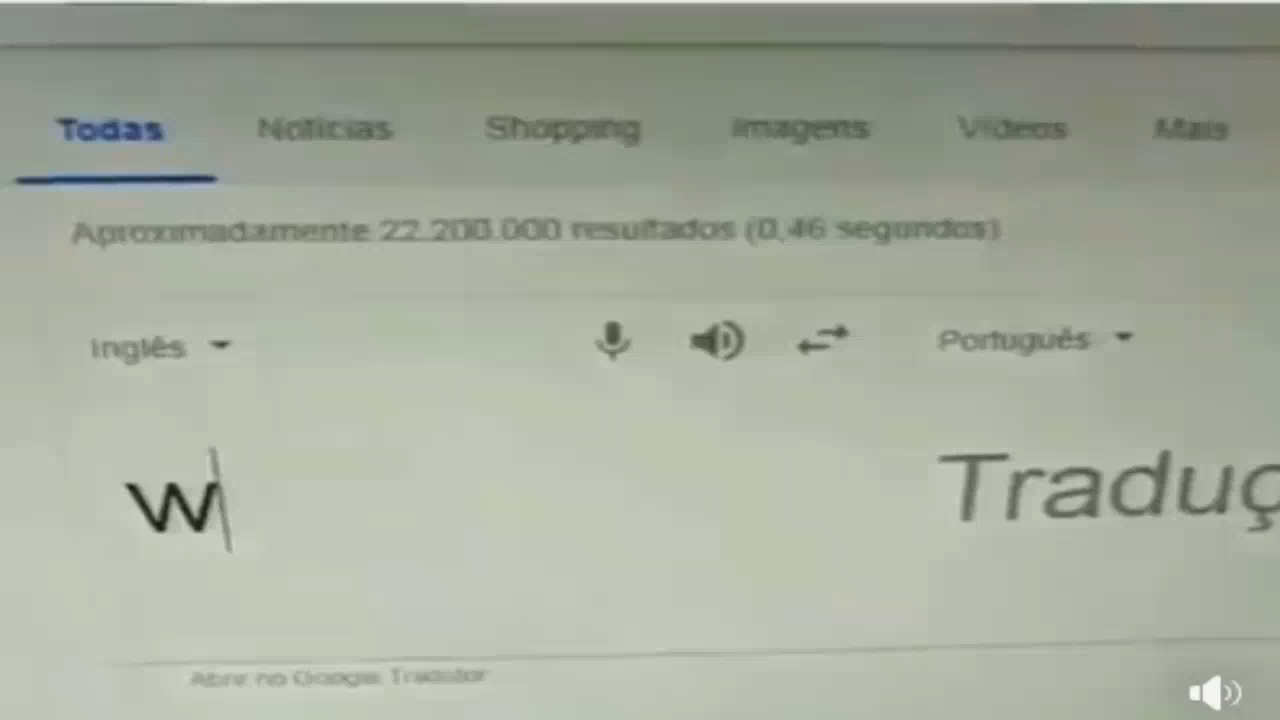 Todas Notícias Shopping Imagens Vídeos Mais
Aproximadamente 22.200.000 resultados (0,46 segundos)
Inglês Português
w Traduç
Abrir no Google Tradutor